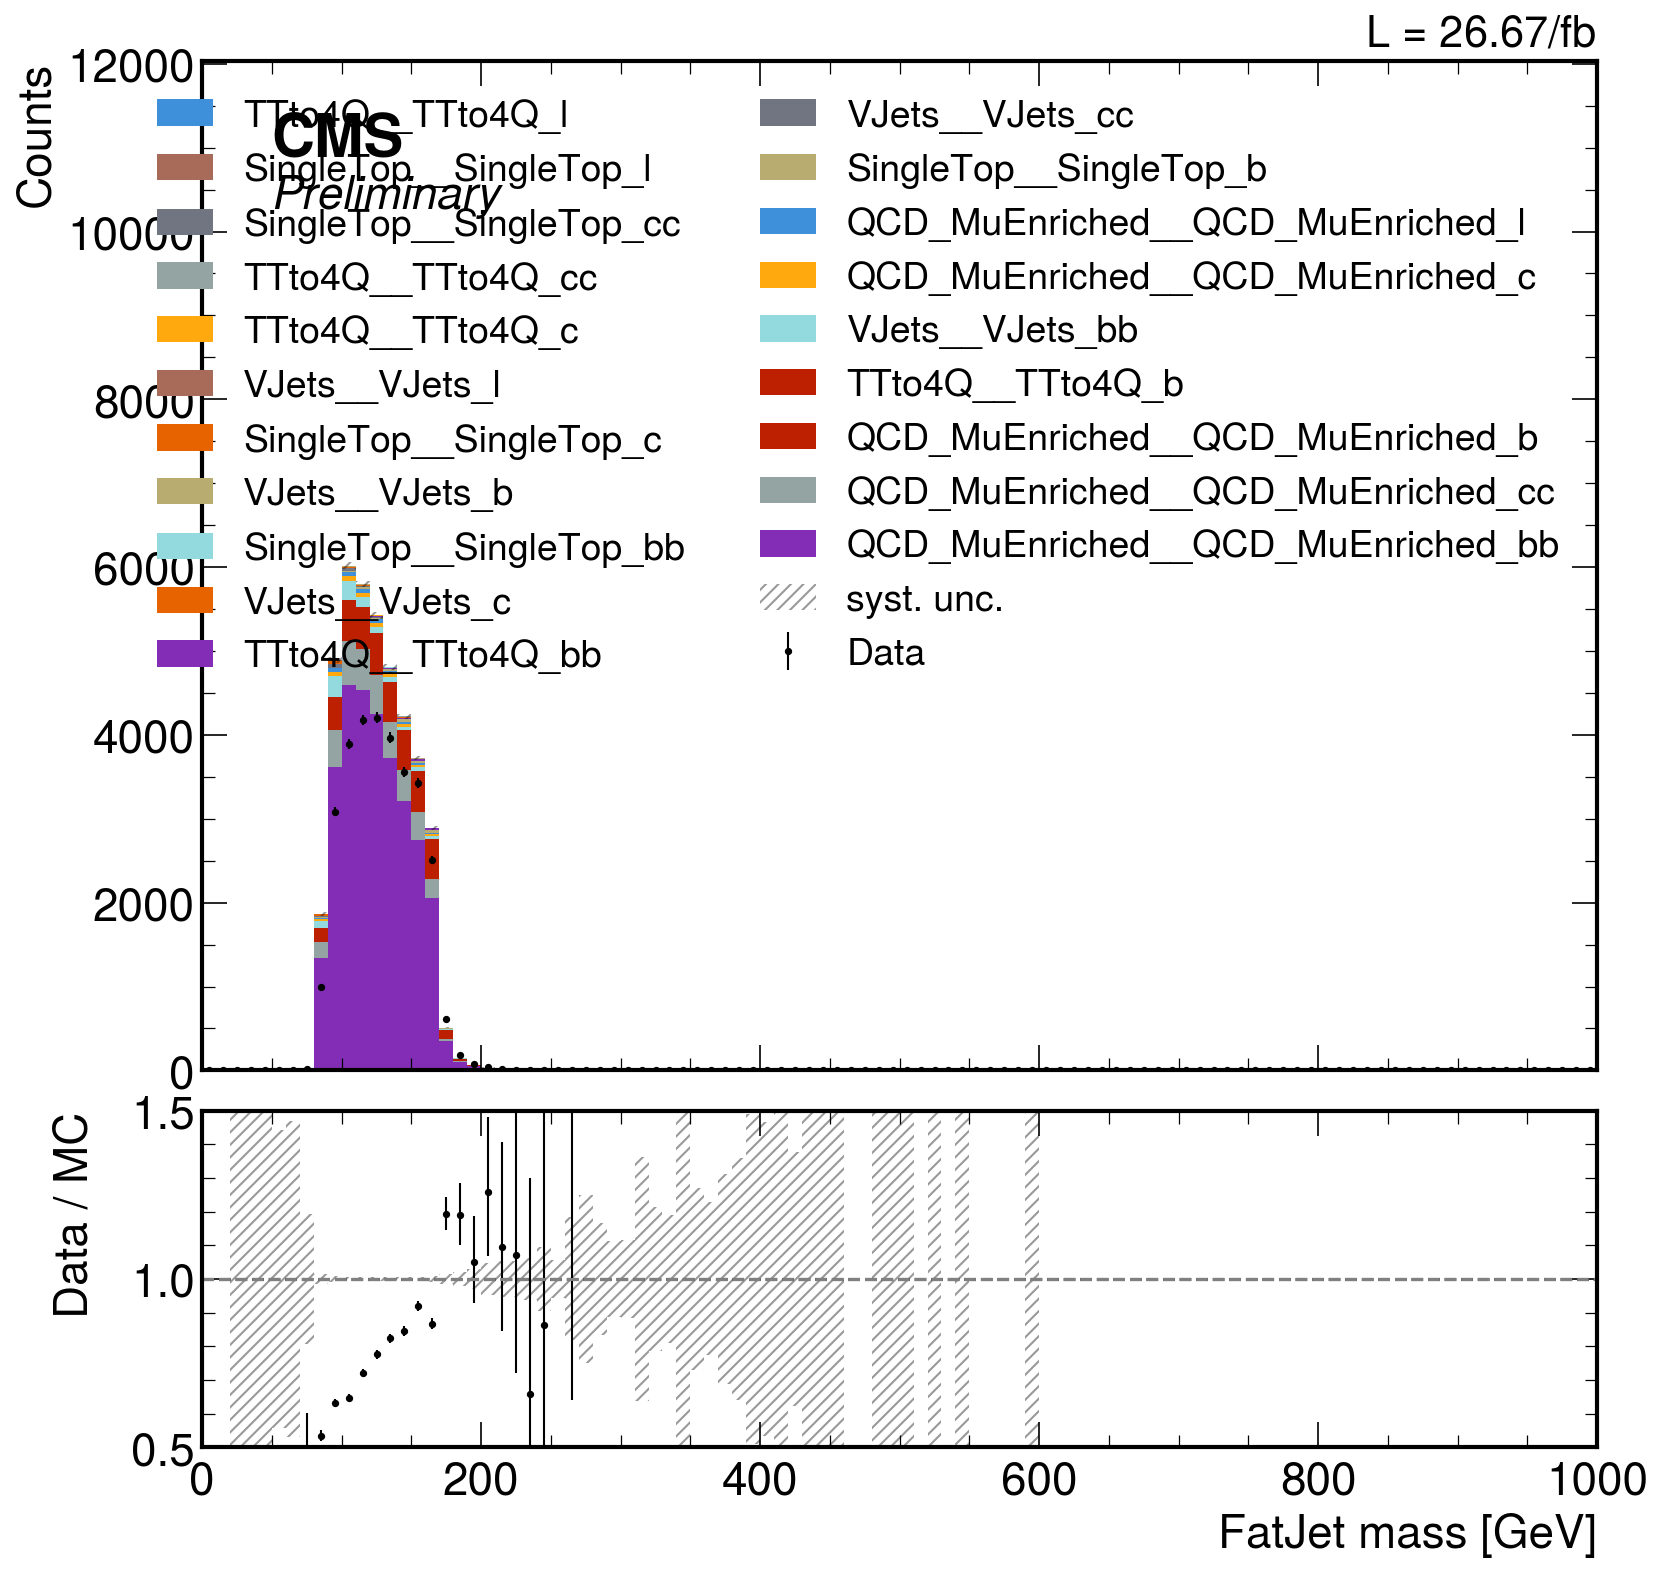 L = 26.67/fb
Counts
12000
10000
8000
6000
4000
2000
0
CMS
Preliminary
TTto4Q__TTto4Q_l
SingleTop__SingleTop_l
SingleTop__SingleTop_cc
TTto4Q__TTto4Q_cc
TTto4Q__TTto4Q_c
VJets__VJets_l
SingleTop__SingleTop_c
VJets__VJets_b
SingleTop__SingleTop_bb
VJets__VJets_c
TTto4Q__TTto4Q_bb
VJets__VJets_cc
SingleTop__SingleTop_b
QCD_MuEnriched__QCD_MuEnriched_l
QCD_MuEnriched__QCD_MuEnriched_c
VJets__VJets_bb
TTto4Q__TTto4Q_b
QCD_MuEnriched__QCD_MuEnriched_b
QCD_MuEnriched__QCD_MuEnriched_cc
QCD_MuEnriched__QCD_MuEnriched_bb
syst. unc.
Data
Data / MC
1.5
1.0
0.5
0 200 400 600 800 1000
FatJet mass [GeV]